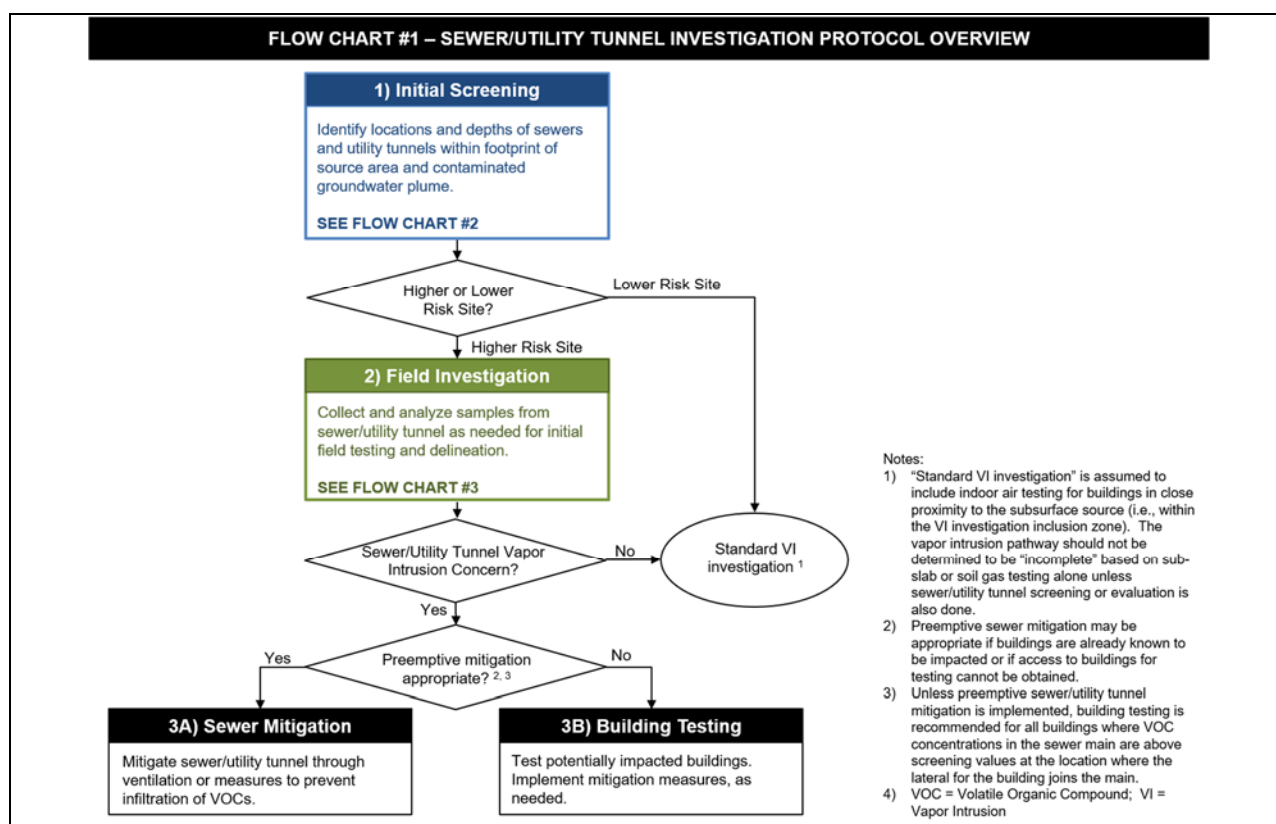 FLOW CHART #1 – SEWER/UTILITY TUNNEL INVESTIGATION PROTOCOL OVERVIEW
1) Initial Screening
Identify locations and depths of sewers
and utility tunnels within footprint of
source area and contaminated
groundwater plume.
SEE FLOW CHART #2
Higher or Lower
Risk Site?
Lower Risk Site
Higher Risk Site
2) Field Investigation
Collect and analyze samples from
sewer/utility tunnel as needed for initial
field testing and delineation.
SEE FLOW CHART #3
Sewer/Utility Tunnel Vapor
Intrusion Concern?
No
Standard VI
investigation 1
Yes
Preemptive mitigation
appropriate? 2, 3
Yes
No
3A) Sewer Mitigation
Mitigate sewer/utility tunnel through
ventilation or measures to prevent
infiltration of VOCs.
3B) Building Testing
Test potentially impacted buildings.
Implement mitigation measures, as
needed.
Notes:
1) “Standard VI investigation” is assumed to
include indoor air testing for buildings in close
proximity to the subsurface source (i.e., within
the VI investigation inclusion zone). The
vapor intrusion pathway should not be
determined to be “incomplete” based on sub-
slab or soil gas testing alone unless
sewer/utility tunnel screening or evaluation is
also done.
2) Preemptive sewer mitigation may be
appropriate if buildings are already known to
be impacted or if access to buildings for
testing cannot be obtained.
3) Unless preemptive sewer/utility tunnel
mitigation is implemented, building testing is
recommended for all buildings where VOC
concentrations in the sewer main are above
screening values at the location where the
lateral for the building joins the main.
4) VOC = Volatile Organic Compound; VI =
Vapor Intrusion